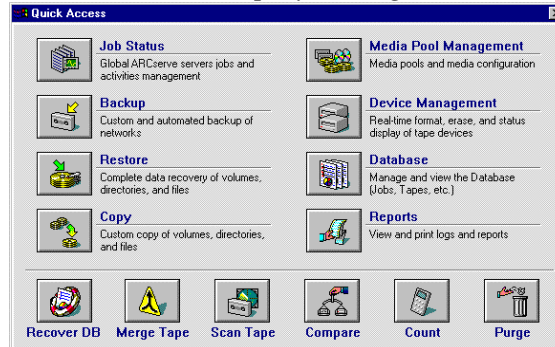 Quick Access
Job Status
Global ARCserve servers jobs and
activities management
Media Pool Management
Media pools and media configuration
Backup
Custom and automated backup of
networks
Device Management
Real-time format, erase, and status
display of tape devices
Restore
Complete data recovery of volumes,
directories, and files
Database
Manage and view the Database
(Jobs, Tapes, etc.)
Copy
Custom copy of volumes, directories,
and files
Reports
View and print logs and reports
Recover DB Merge Tape Scan Tape Compare Count Purge